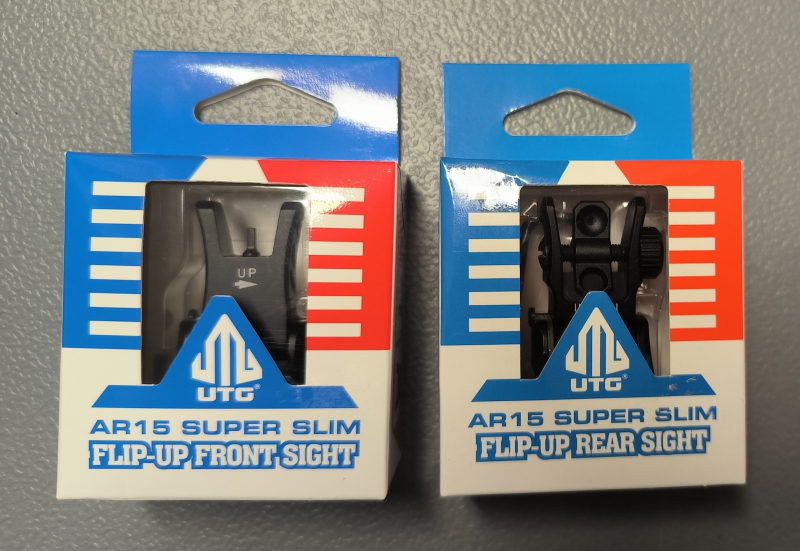 UP
UTG®
AR15 SUPER SLIM
FLIP-UP FRONT SIGHT
UTG®
AR15 SUPER SLIM
FLIP-UP REAR SIGHT